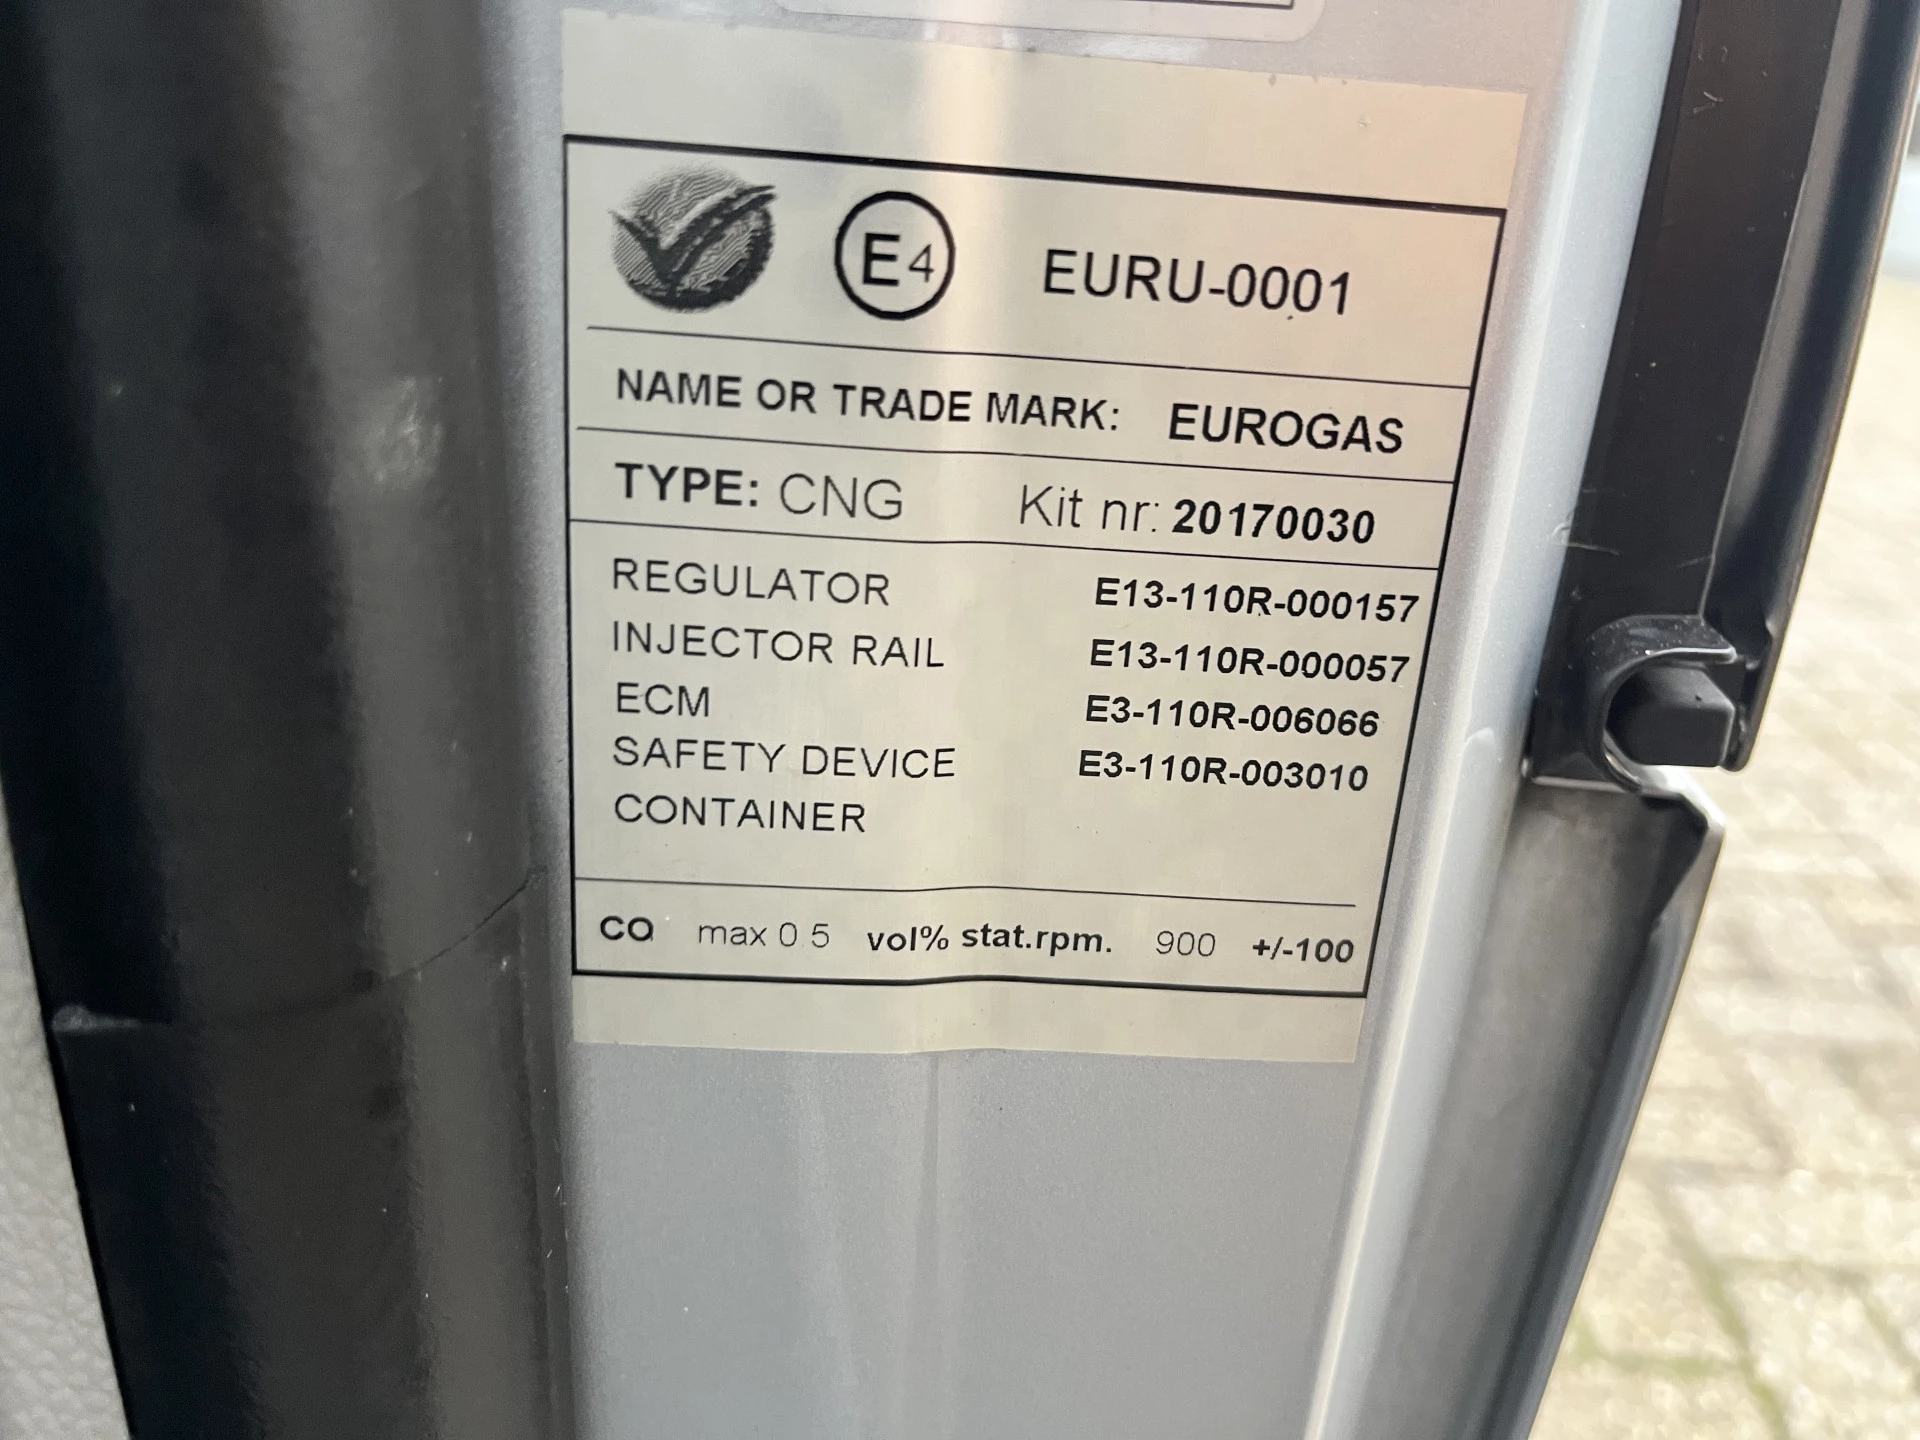 E4 EURU-0001
NAME OR TRADE MARK: EUROGAS
TYPE: CNG Kit nr: 20170030
REGULATOR E13-110R-000157
INJECTOR RAIL E13-110R-000057
ECM E3-110R-006066
SAFETY DEVICE E3-110R-003010
CONTAINER
CO max 0.5 vol% stat.rpm. 900 +/-100